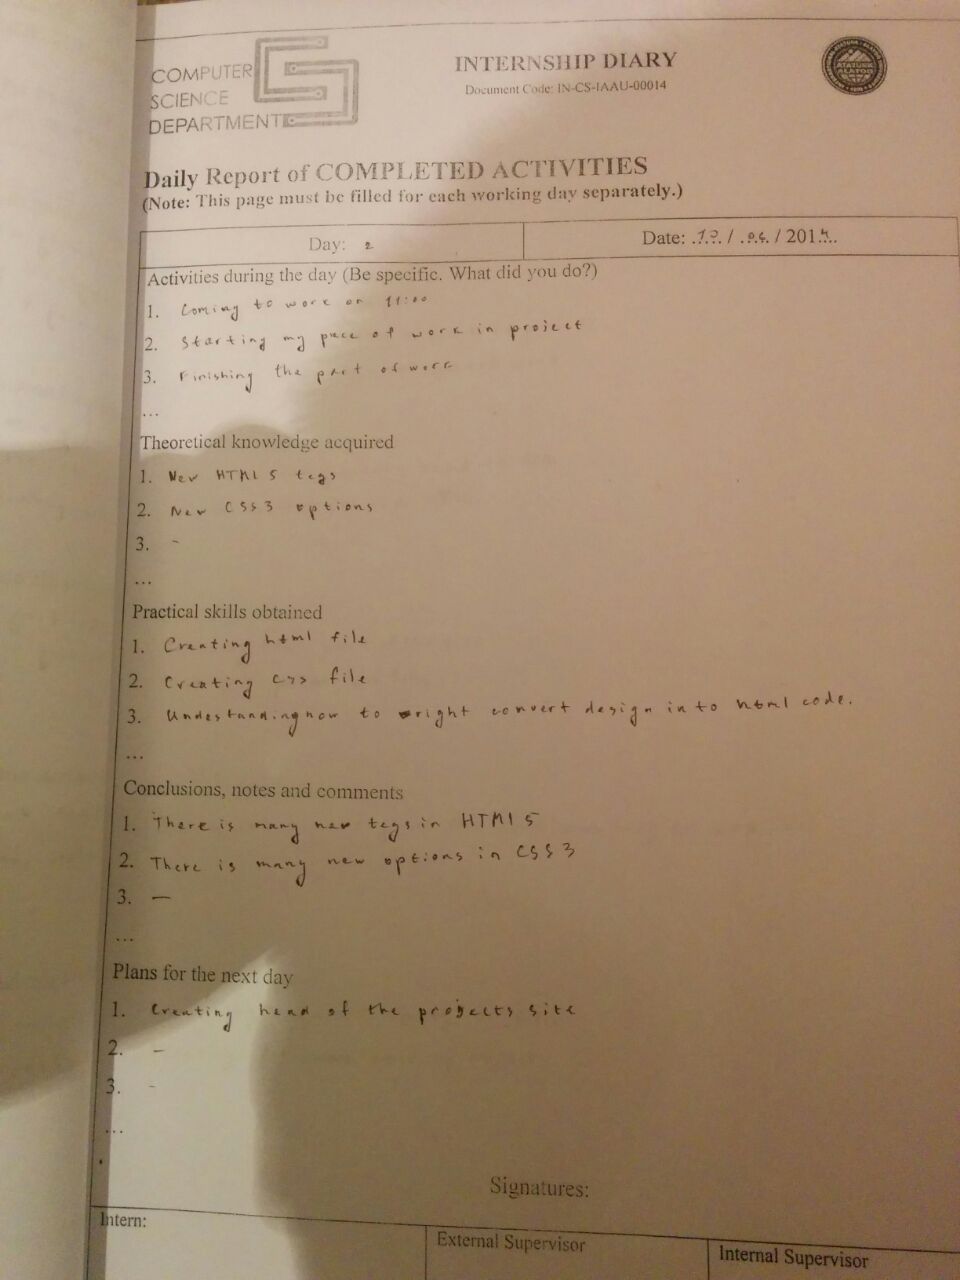 COMPUTER
SCIENCE
DEPARTMENT
INTERNSHIP DIARY
Document Code: IN-CS-IAAU-00014
Daily Report of COMPLETED ACTIVITIES
(Note: This page must be filled for each working day separately.)
Day: 2
Date: / / 201
Activities during the day (Be specific. What did you do?)
1. Coming to work on 11:00
2. Starting my piece of work in project
3. Finishing the part of work
...
Theoretical knowledge acquired
1. New HTML 5 tegs
2. New CSS3 options
3. -
...
Practical skills obtained
1. Creating html file
2. Creating css file
3. Undestanding how to right convert design into html code.
...
Conclusions, notes and comments
1. There is many new tegs in HTML 5
2. There is many new options in CSS3
3. —
...
Plans for the next day
1. Creating head of the projects site
2. –
3. -
...
Signatures:
Intern:
External Supervisor
Internal Supervisor